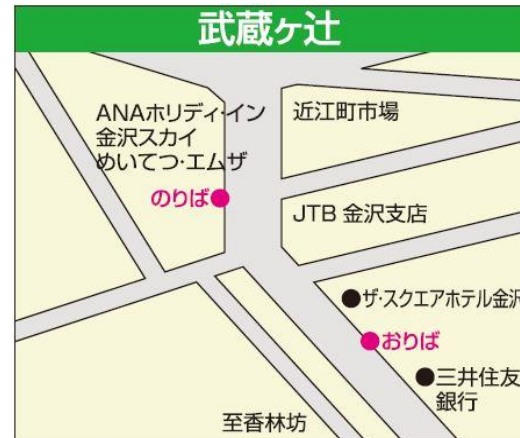 武蔵ヶ辻
ANAホリディ・イン
金沢スカイ
めいてつ・エムザ
近江町市場
のりば
JTB 金沢支店
ザ・スクエアホテル金沢
おりば
三井住友
銀行
至香林坊